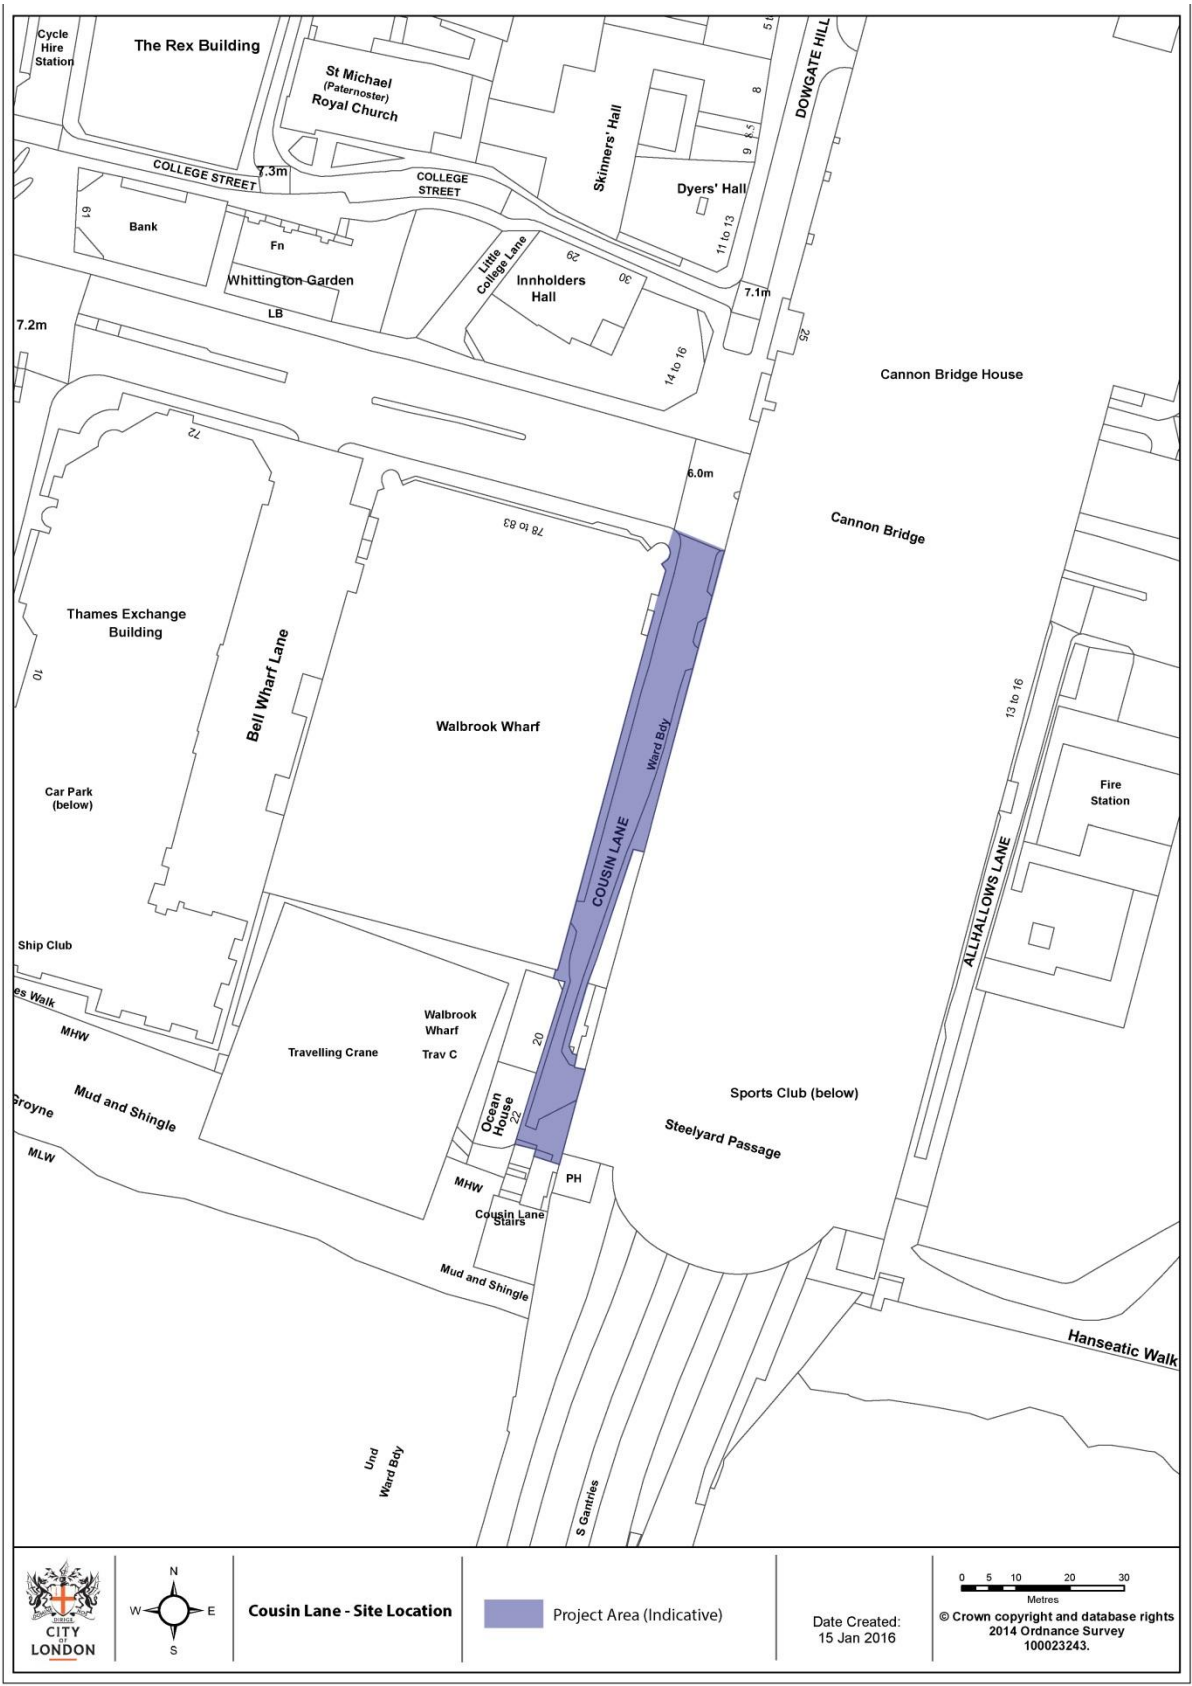 Cycle
Hire
Station
The Rex Building
St Michael
(Paternoster)
Royal Church
Skinners' Hall
8
8.5
9
DOWGATE HILL
COLLEGE STREET
7.3m
COLLEGE
STREET
Dyers' Hall
11 to 13
61
Bank
Fn
Whittington Garden
LB
Little
College Lane
29
30
Innholders
Hall
7.1m
25
14 to 16
7.2m
Cannon Bridge House
72
6.0m
78 to 83
Cannon Bridge
Thames Exchange
Building
10
Bell Wharf Lane
Walbrook Wharf
Ward Bdy
COUSIN LANE
13 to 16
Car Park
(below)
Fire
Station
ALLHALLOWS LANE
Ship Club
es Walk
MHW
Walbrook
Wharf
Travelling Crane
Trav C
20
Mud and Shingle
Groyne
MLW
Ocean
House
22
Sports Club (below)
Steelyard Passage
MHW
PH
Cousin Lane
Stairs
Mud and Shingle
Hanseatic Walk
Und
Ward Bdy
S Gantries
CITY
OF
LONDON
N
W
E
S
Cousin Lane - Site Location
Project Area (Indicative)
Date Created:
15 Jan 2016
0 5 10 20 30
Metres
© Crown copyright and database rights
2014 Ordnance Survey
100023243.